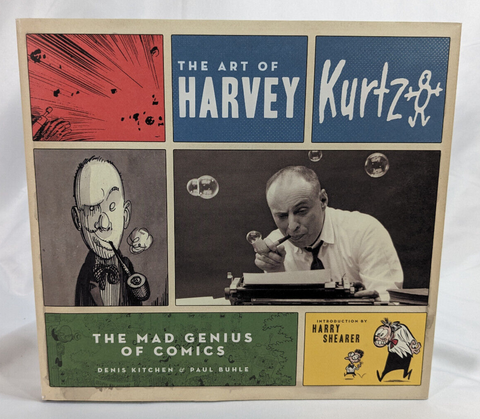 THE ART OF
HARVEY Kurtz
THE MAD GENIUS
OF COMICS
DENIS KITCHEN & PAUL BUHLE
INTRODUCTION BY
HARRY
SHEARER